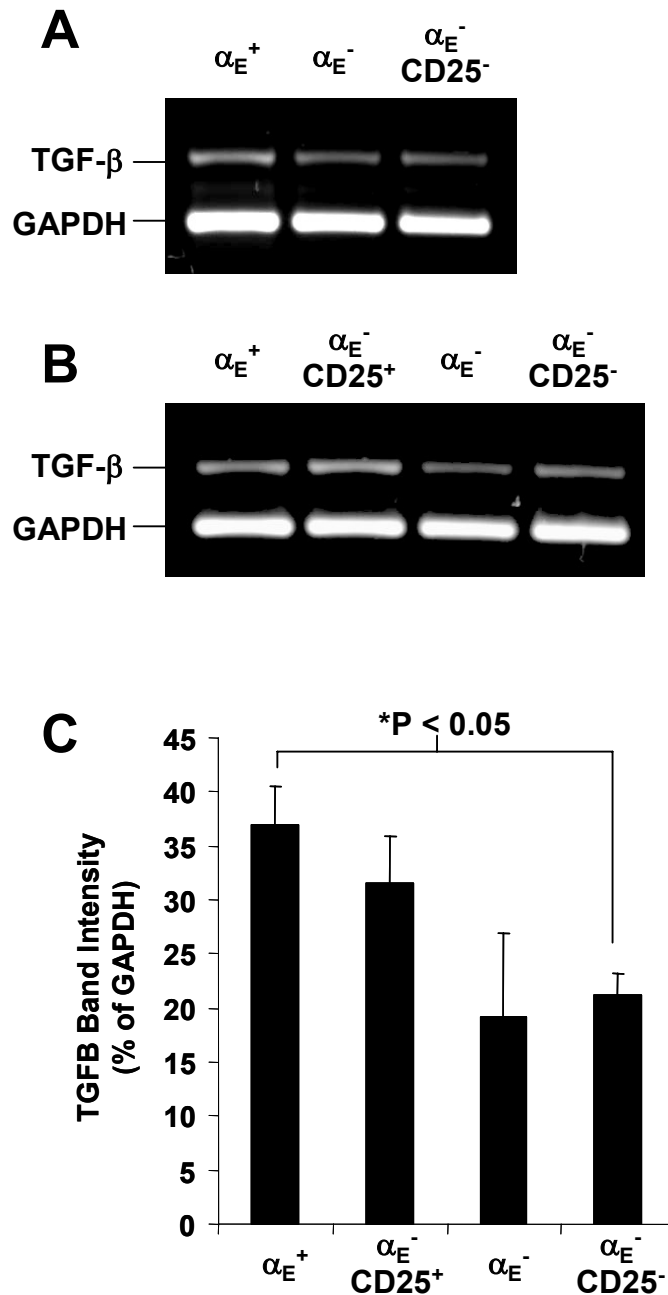 A
αE+ αE- αE-
CD25-
TGF-β
GAPDH
B
αE+ αE- CD25+ αE- αE- CD25-
TGF-β
GAPDH
C
*P < 0.05
TGFB Band Intensity
(% of GAPDH)
45
40
35
30
25
20
15
10
5
0
αE+ αE- CD25+ αE- αE- CD25-